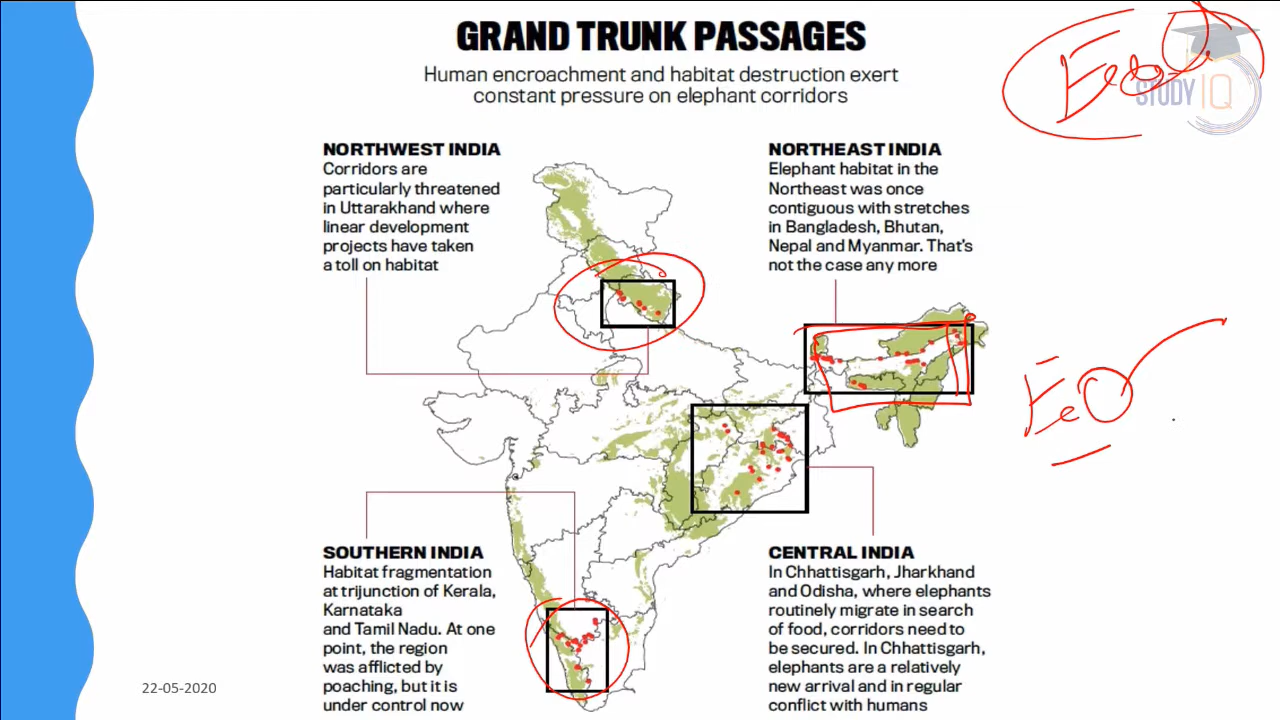 GRAND TRUNK PASSAGES
Human encroachment and habitat destruction exert
constant pressure on elephant corridors
STUDY IQ
NORTHWEST INDIA
Corridors are
particularly threatened
in Uttarakhand where
linear development
projects have taken
a toll on habitat
NORTHEAST INDIA
Elephant habitat in the
Northeast was once
contiguous with stretches
in Bangladesh, Bhutan,
Nepal and Myanmar. That's
not the case any more
SOUTHERN INDIA
Habitat fragmentation
at trijunction of Kerala,
Karnataka
and Tamil Nadu. At one
point, the region
was afflicted by
poaching, but it is
under control now
CENTRAL INDIA
In Chhattisgarh, Jharkhand
and Odisha, where elephants
routinely migrate in search
of food, corridors need to
be secured. In Chhattisgarh,
elephants are a relatively
new arrival and in regular
conflict with humans
22-05-2020